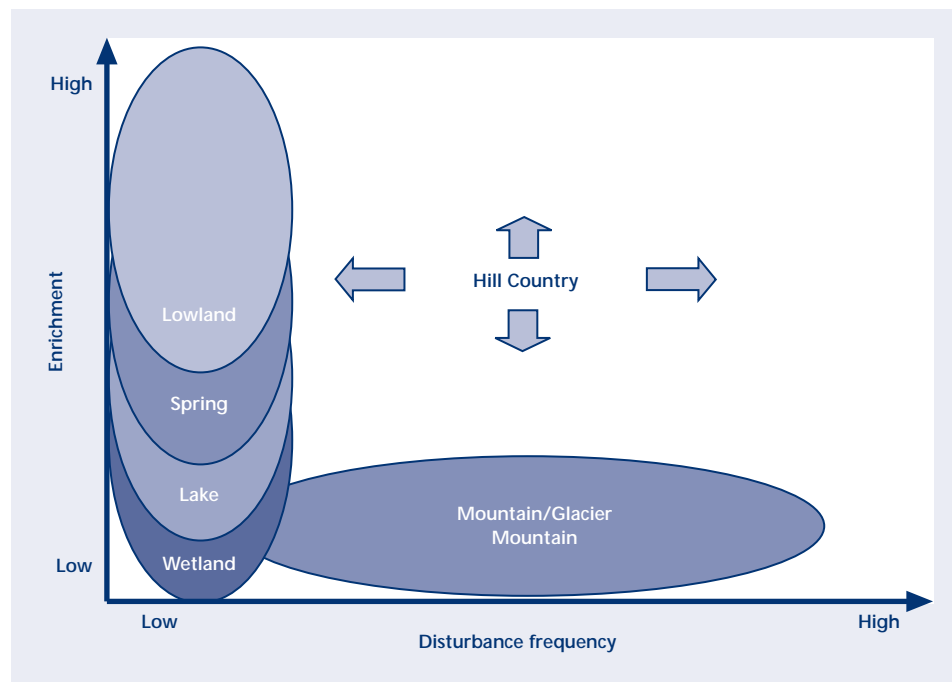 High
Enrichment
Low
Lowland
Spring
Lake
Wetland
Hill Country
Mountain/Glacier
Mountain
Low
High
Disturbance frequency